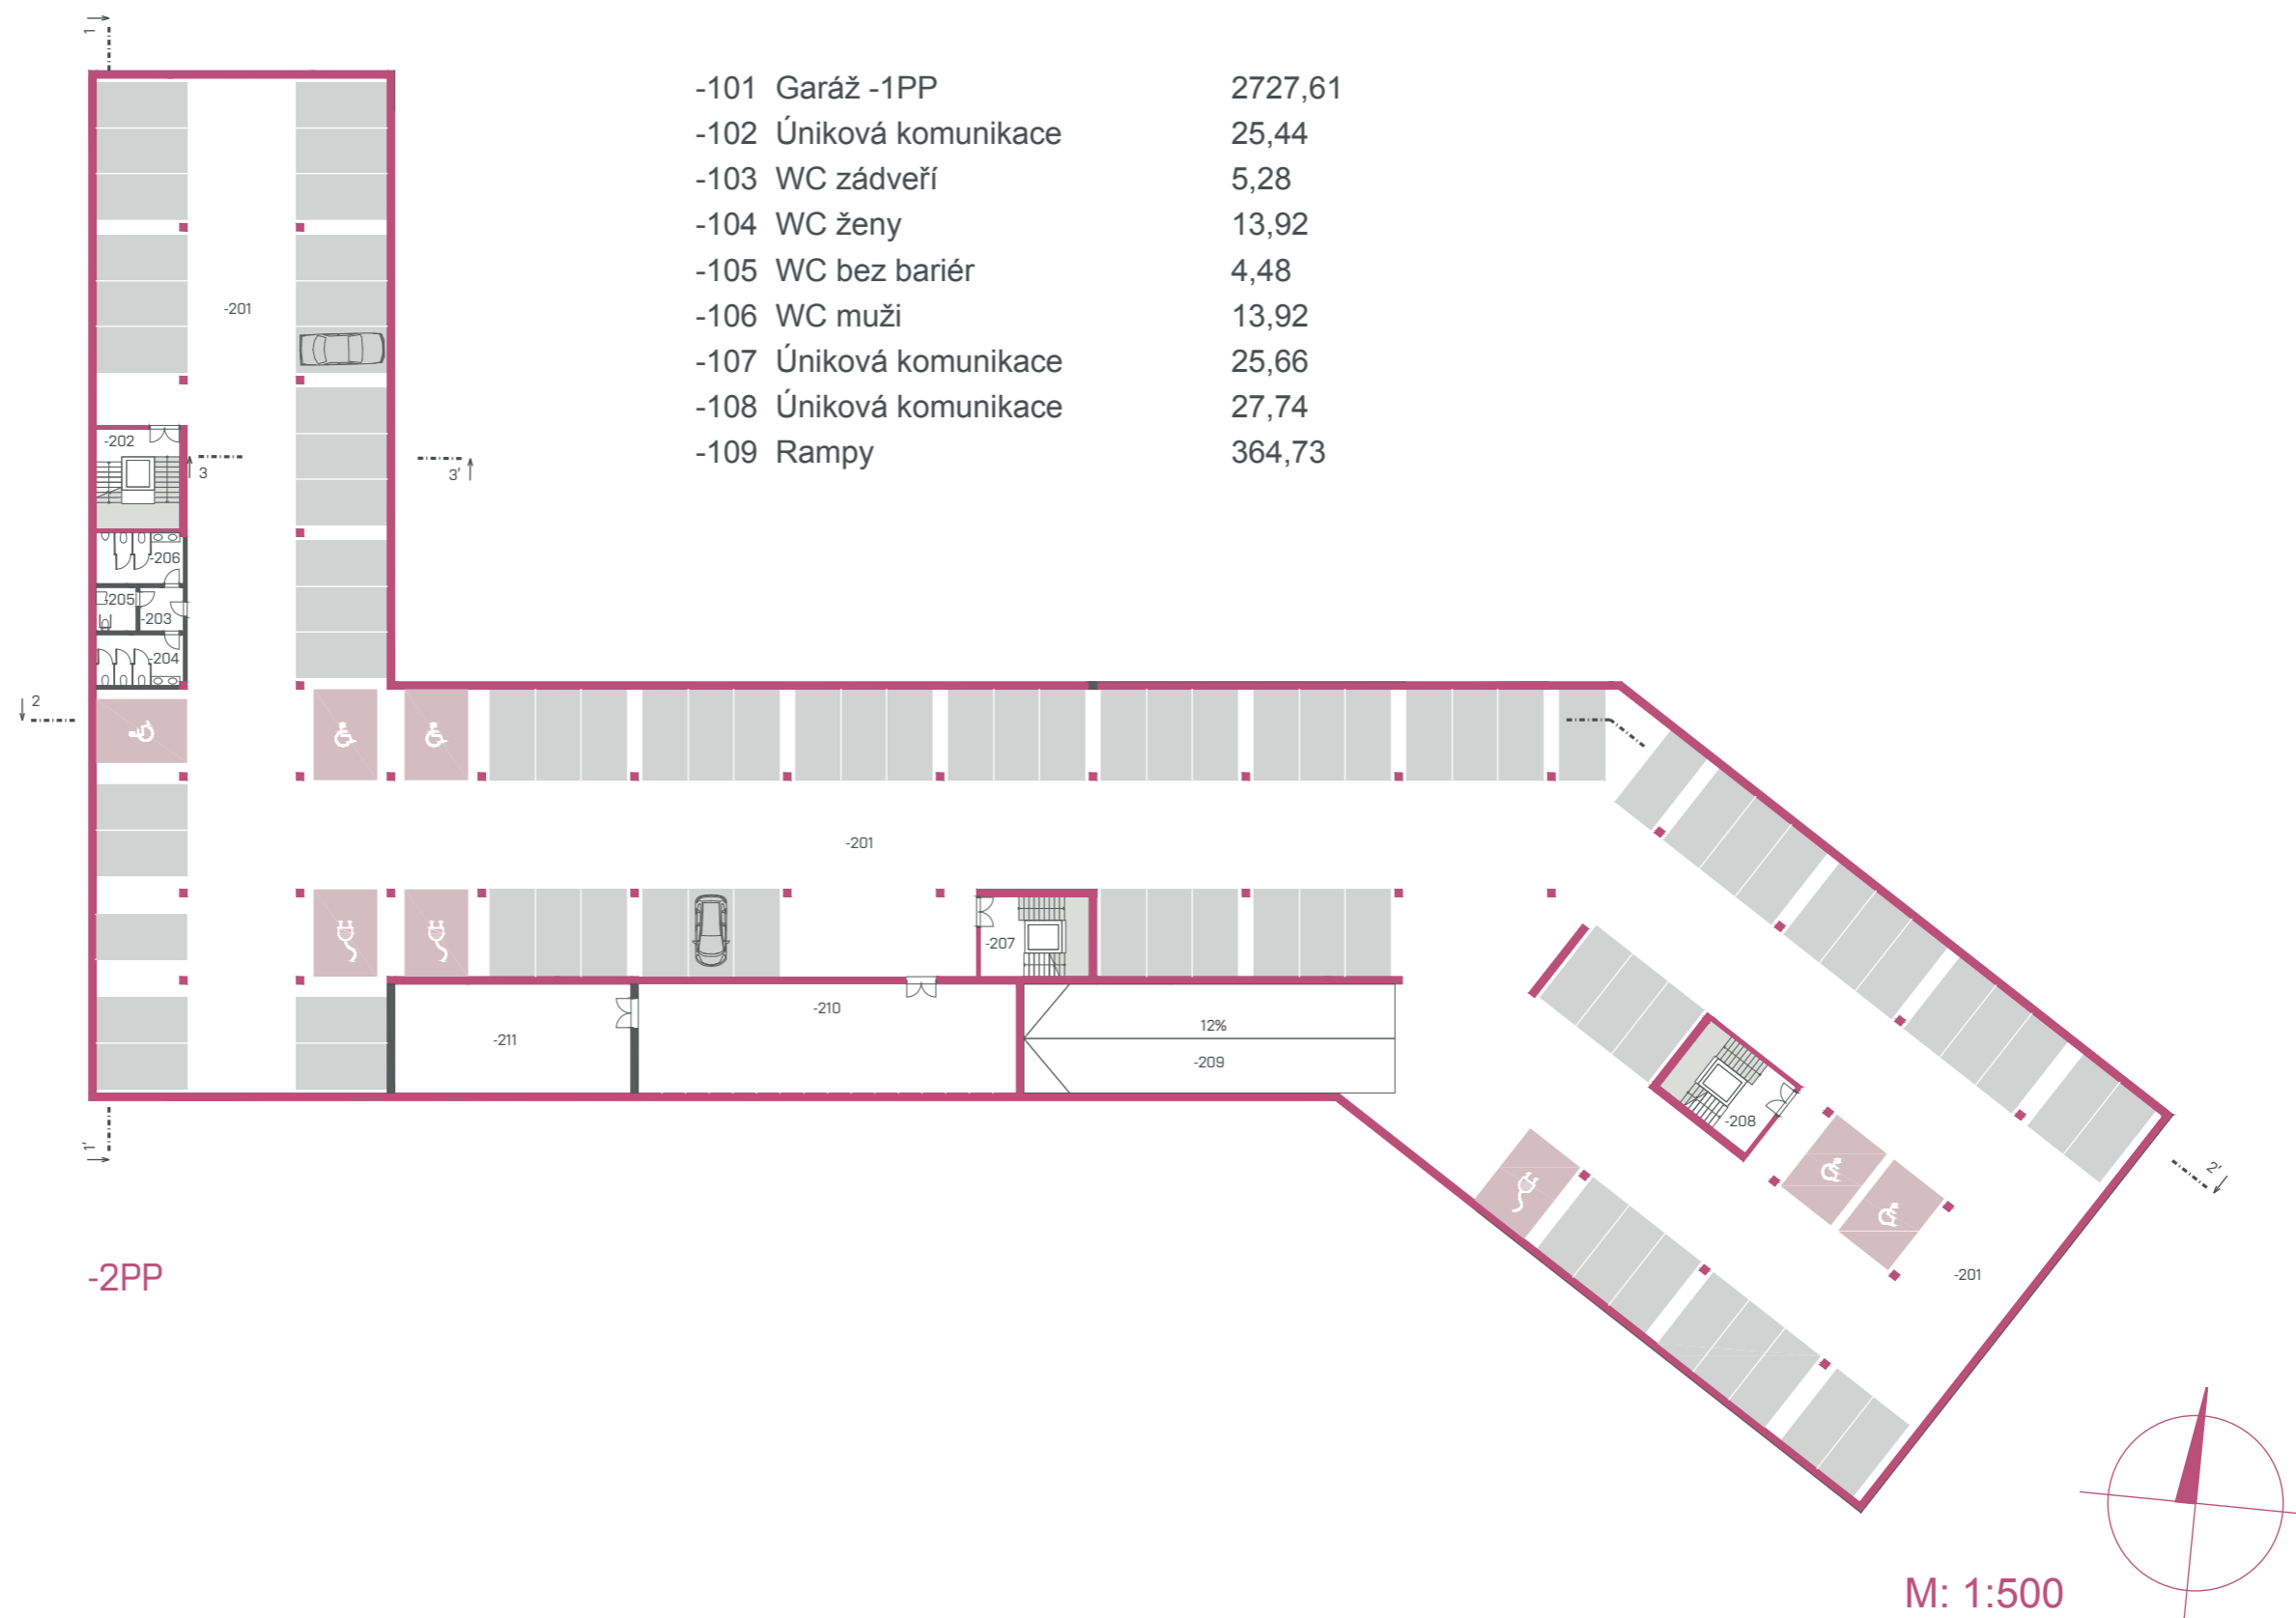 1
-101 Garáž -1PP 2727,61
-102 Úniková komunikace 25,44
-103 WC zádveří 5,28
-104 WC ženy 13,92
-105 WC bez bariér 4,48
-106 WC muži 13,92
-107 Úniková komunikace 25,66
-108 Úniková komunikace 27,74
-109 Rampy 364,73
-201
-202
3
3'
-206
-205
-203
-204
2
-201
-207
-210
-211
12%
-209
-208
1'
2'
-201
-2PP
M: 1:500